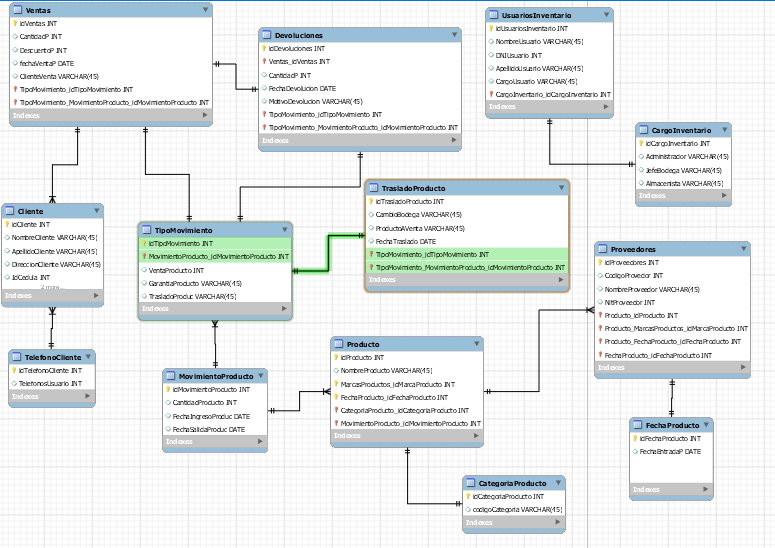 Ventas
idVentas INT
CantidadP INT
DescuentoP INT
fechaVentaP DATE
ClienteVenta VARCHAR(45)
TipoMovimiento_idTipoMovimiento INT
TipoMovimiento_MovimientoProducto_idMovimientoProducto INT
Indexes
Devoluciones
idDevoluciones INT
Ventas_idVentas INT
CantidadP INT
FechaDevolucion DATE
MotivoDevolucion VARCHAR(45)
TipoMovimiento_idTipoMovimiento INT
TipoMovimiento_MovimientoProducto_idMovimientoProducto INT
Indexes
UsuariosInventario
idUsuariosInventario INT
NombreUsuario VARCHAR(45)
DNIUsuario INT
ApellidoUsuario VARCHAR(45)
CargoUsuario VARCHAR(45)
CargoInventario_idCargoInventario INT
Indexes
CargoInventario
idCargoInventario INT
Administrador VARCHAR(45)
JefeBodega VARCHAR(45)
Almacenista VARCHAR(45)
Indexes
Cliente
idCliente INT
NombreCliente VARCHAR(45)
ApellidoCliente VARCHAR(45)
DireccionCliente VARCHAR(45)
IdCedula INT
2 more...
Indexes
TipoMovimiento
idTipoMovimiento INT
MovimientoProducto_idMovimientoProducto INT
VentaProducto INT
GarantiaProducto VARCHAR(45)
TrasladoProduc VARCHAR(45)
Indexes
TrasladoProducto
idTrasladoProducto INT
CambioBodega VARCHAR(45)
ProductoAVenta VARCHAR(45)
FechaTraslado DATE
TipoMovimiento_idTipoMovimiento INT
TipoMovimiento_MovimientoProducto_idMovimientoProducto INT
Indexes
Proveedores
idProveedores INT
CodigoProvedor INT
NombreProveedor VARCHAR(45)
NitProveedor INT
Producto_idProducto INT
Producto_MarcasProductos_idMarcaProducto INT
Producto_FechaProducto_idFechaProducto INT
FechaProducto_idFechaProducto INT
Indexes
TelefonoCliente
idTelefonoCliente INT
TelefonosUsuario INT
Indexes
MovimientoProducto
idMovimientoProducto INT
CantidadProducto INT
FechaIngresoProduc DATE
FechaSalidaProduc DATE
Indexes
Producto
idProducto INT
NombreProducto VARCHAR(45)
MarcasProductos_idMarcaProducto INT
FechaProducto_idFechaProducto INT
CategoriaProducto_idCategoriaProducto INT
MovimientoProducto_idMovimientoProducto INT
Indexes
FechaProducto
idFechaProducto INT
FechaEntradaP DATE
Indexes
CategoriaProducto
idCategoriaProducto INT
codigoCategoria VARCHAR(45)
Indexes